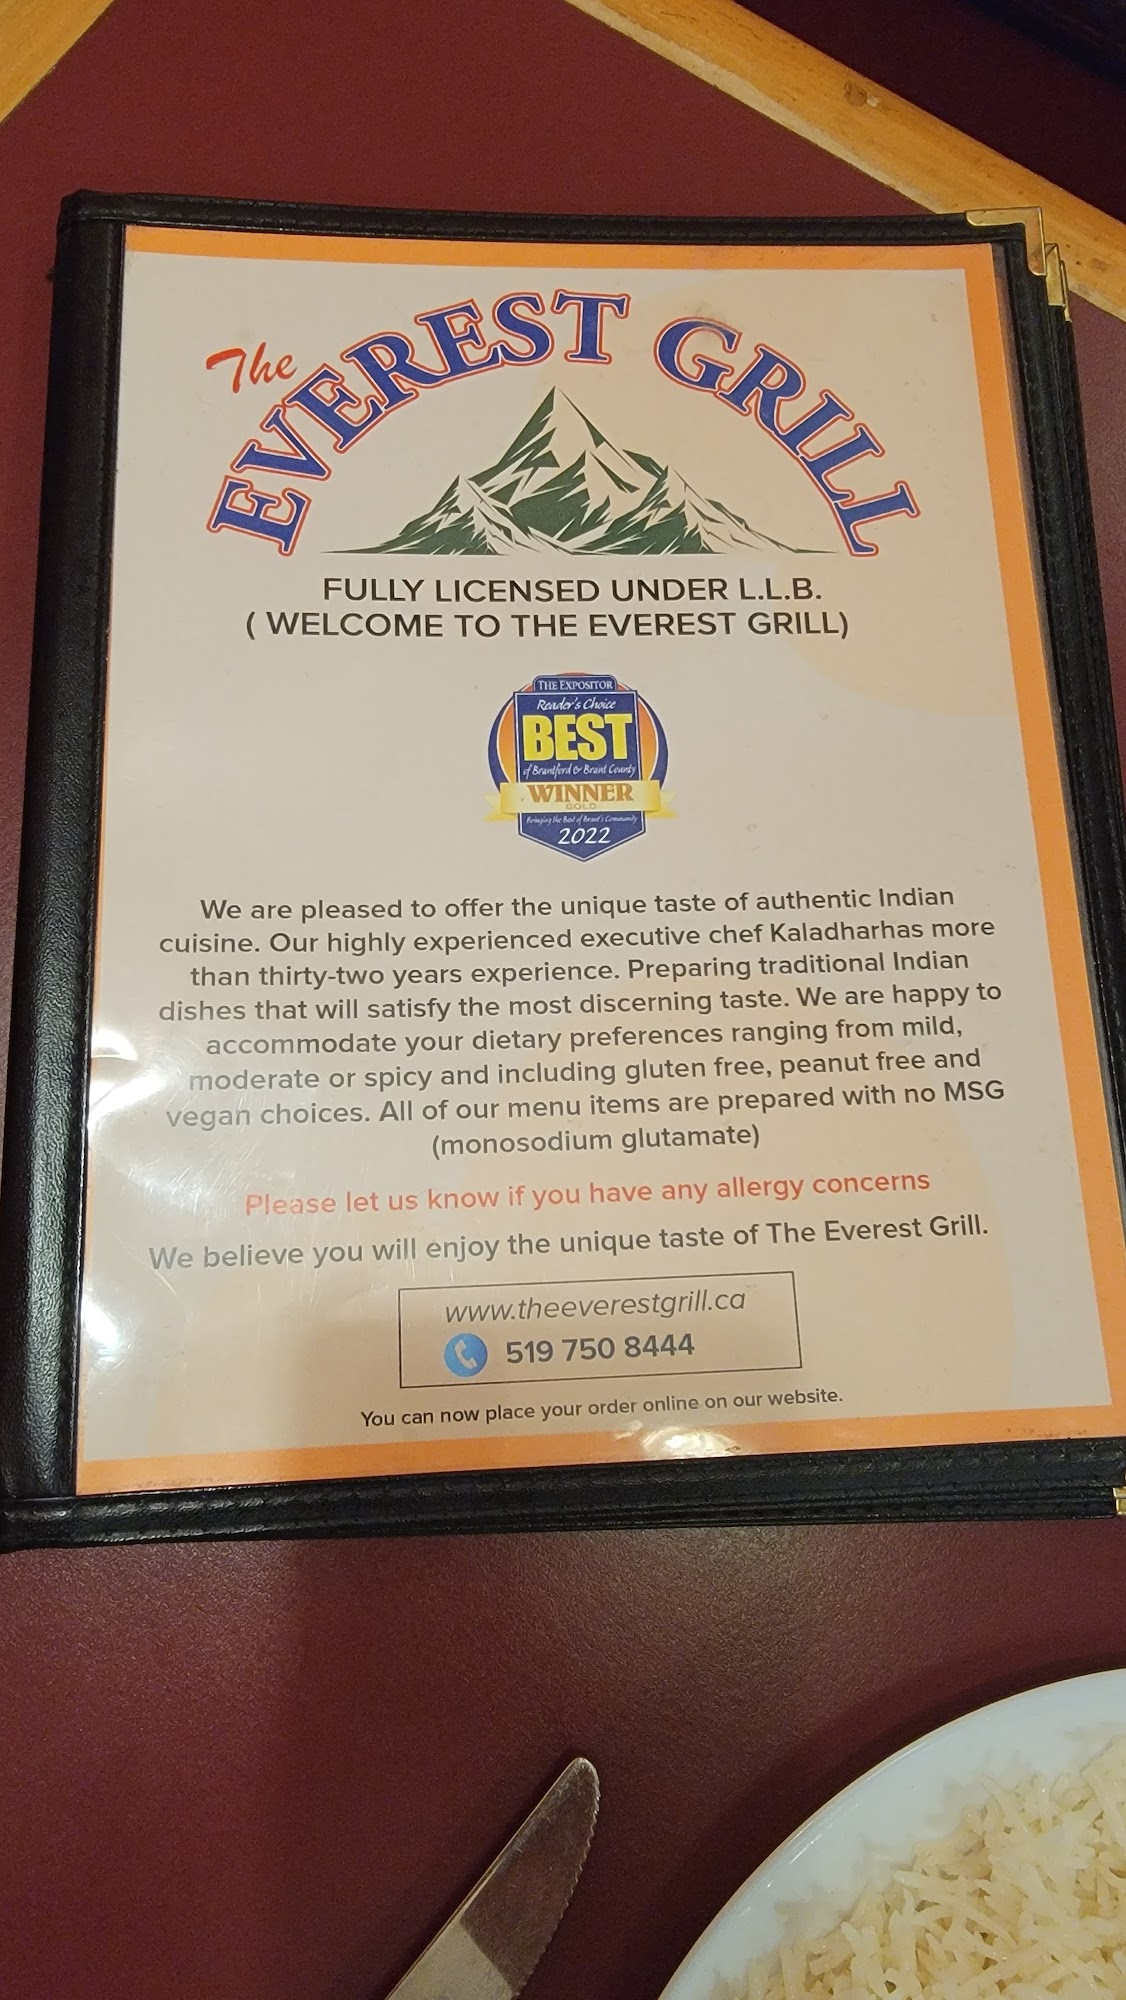 The
EVEREST GRILL
FULLY LICENSED UNDER L.L.B.
( WELCOME TO THE EVEREST GRILL)
THE EXPOSITOR
Reader's Choice
BEST
of Brantford & Brant County
WINNER
GOLD
Bringing the Best of Brant's Community
2022
We are pleased to offer the unique taste of authentic Indian
cuisine. Our highly experienced executive chef Kaladharhas more
than thirty-two years experience. Preparing traditional Indian
dishes that will satisfy the most discerning taste. We are happy to
accommodate your dietary preferences ranging from mild,
moderate or spicy and including gluten free, peanut free and
vegan choices. All of our menu items are prepared with no MSG
(monosodium glutamate)
Please let us know if you have any allergy concerns
We believe you will enjoy the unique taste of The Everest Grill.
www.theeverestgrill.ca
519 750 8444
You can now place your order online on our website.